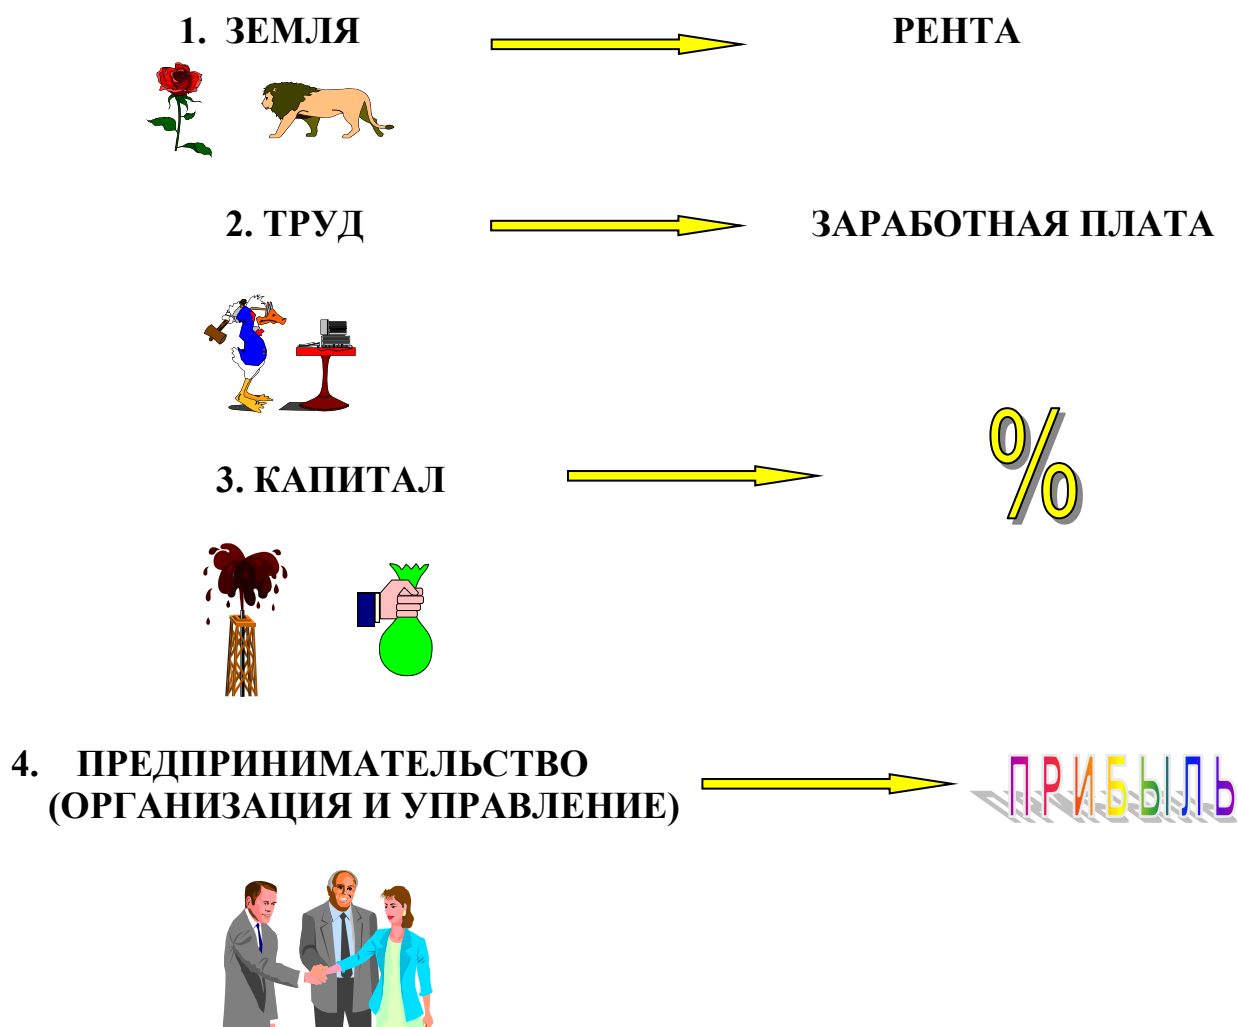 1. ЗЕМЛЯ РЕНТА
2. ТРУД ЗАРАБОТНАЯ ПЛАТА
%
3. КАПИТАЛ
4. ПРЕДПРИНИМАТЕЛЬСТВО
(ОРГАНИЗАЦИЯ И УПРАВЛЕНИЕ)
ПРИБЫЛЬ